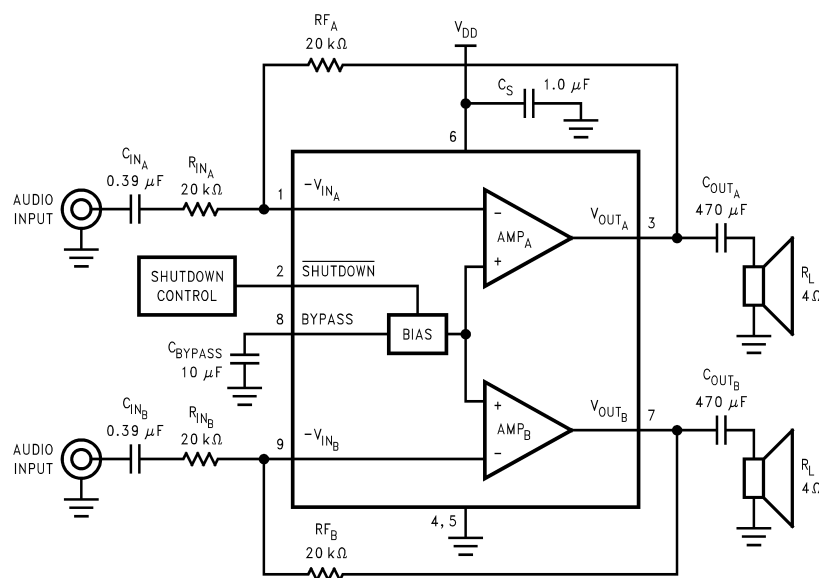 RF_A
20 kΩ
V_DD
C_S 1.0 μF
6
C_IN_A
0.39 μF
R_IN_A
20 kΩ
AUDIO
INPUT
1
-V_IN_A
-
AMP_A
+
V_OUT_A
3
C_OUT_A
470 μF
R_L
4Ω
SHUTDOWN
CONTROL
2
SHUTDOWN
8
BYPASS
BIAS
C_BYPASS
10 μF
C_IN_B
0.39 μF
R_IN_B
20 kΩ
AUDIO
INPUT
9
-V_IN_B
+
AMP_B
-
V_OUT_B
7
C_OUT_B
470 μF
R_L
4Ω
4, 5
RF_B
20 kΩ